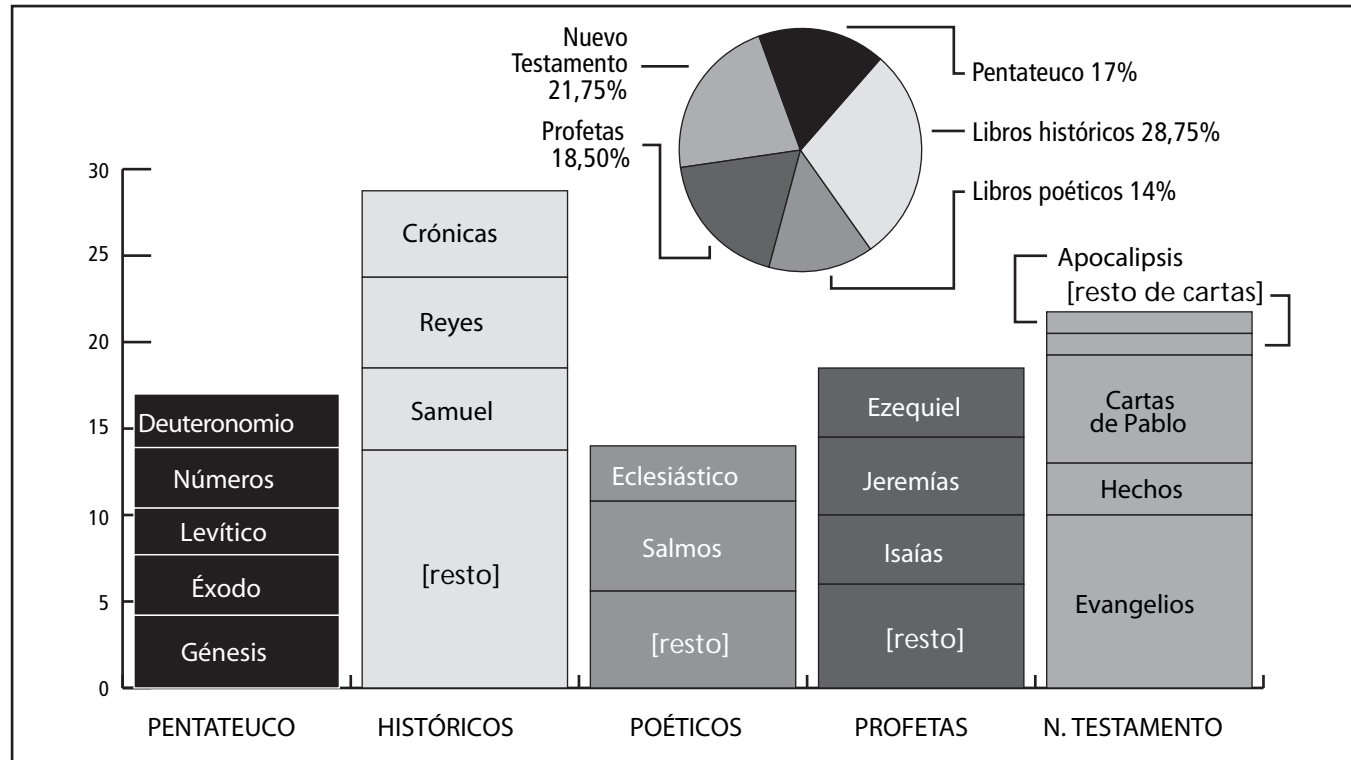 Nuevo
Testamento
21,75%
Profetas
18,50%
Pentateuco 17%
Libros históricos 28,75%
Libros poéticos 14%
30
25
20
15
10
5
0
Deuteronomio
Números
Levítico
Éxodo
Génesis
Crónicas
Reyes
Samuel
[resto]
Eclesiástico
Salmos
[resto]
Ezequiel
Jeremías
Isaías
[resto]
Apocalipsis
[resto de cartas]
Cartas
de Pablo
Hechos
Evangelios
PENTATEUCO
HISTÓRICOS
POÉTICOS
PROFETAS
N. TESTAMENTO